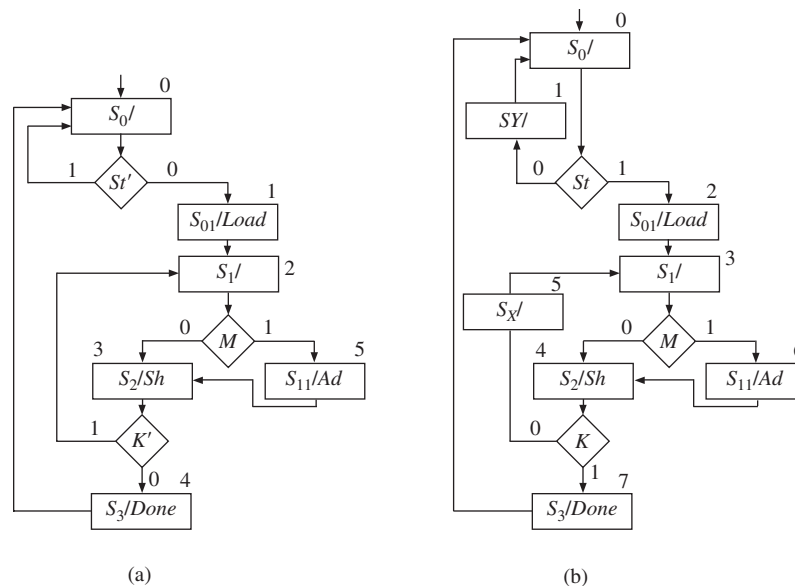 0
S₀/
1
St′
0
1
S₀₁/Load
S₁/
2
0
M
1
3
5
S₂/Sh
S₁₁/Ad
1
K′
0
4
S₃/Done
(a)
0
S₀/
1
SY/
0
St
1
2
S₀₁/Load
S₁/
3
5
Sₓ/
0
M
1
4
S₂/Sh
S₁₁/Ad
0
K
1
7
S₃/Done
(b)